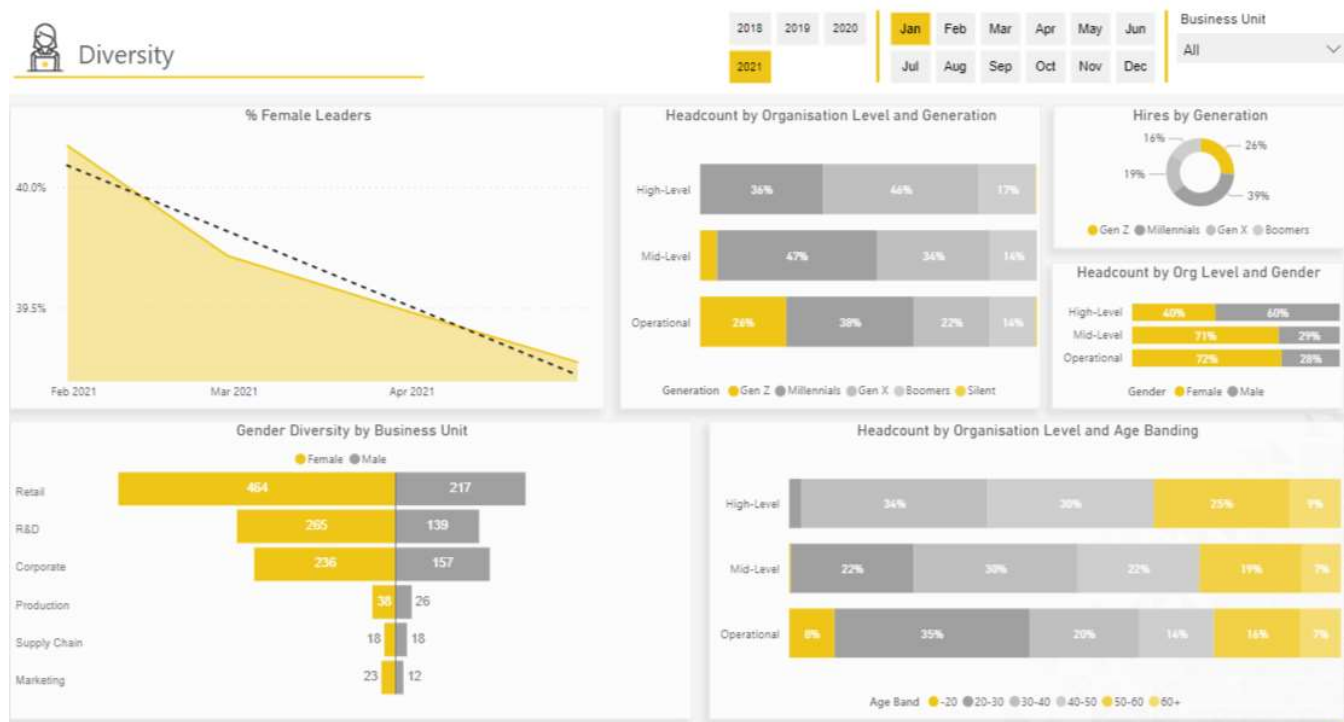 Diversity
2018 2019 2020
2021
Jan Feb Mar Apr May Jun
Jul Aug Sep Oct Nov Dec
Business Unit
All
% Female Leaders
40.0%
39.5%
Feb 2021 Mar 2021 Apr 2021
Headcount by Organisation Level and Generation
High-Level 36% 46% 17%
Mid-Level 47% 34% 14%
Operational 26% 38% 22% 14%
Generation Gen Z Millennials Gen X Boomers Silent
Hires by Generation
16% 26%
19% 39%
Gen Z Millennials Gen X Boomers
Headcount by Org Level and Gender
High-Level 40% 60%
Mid-Level 71% 29%
Operational 72% 28%
Gender Female Male
Gender Diversity by Business Unit
Female Male
Retail 464 217
R&D 265 139
Corporate 236 157
Production 38 26
Supply Chain 18 18
Marketing 23 12
Headcount by Organisation Level and Age Banding
High-Level 34% 30% 25% 9%
Mid-Level 22% 30% 22% 19% 7%
Operational 8% 35% 20% 14% 16% 7%
Age Band -20 20-30 30-40 40-50 50-60 60+